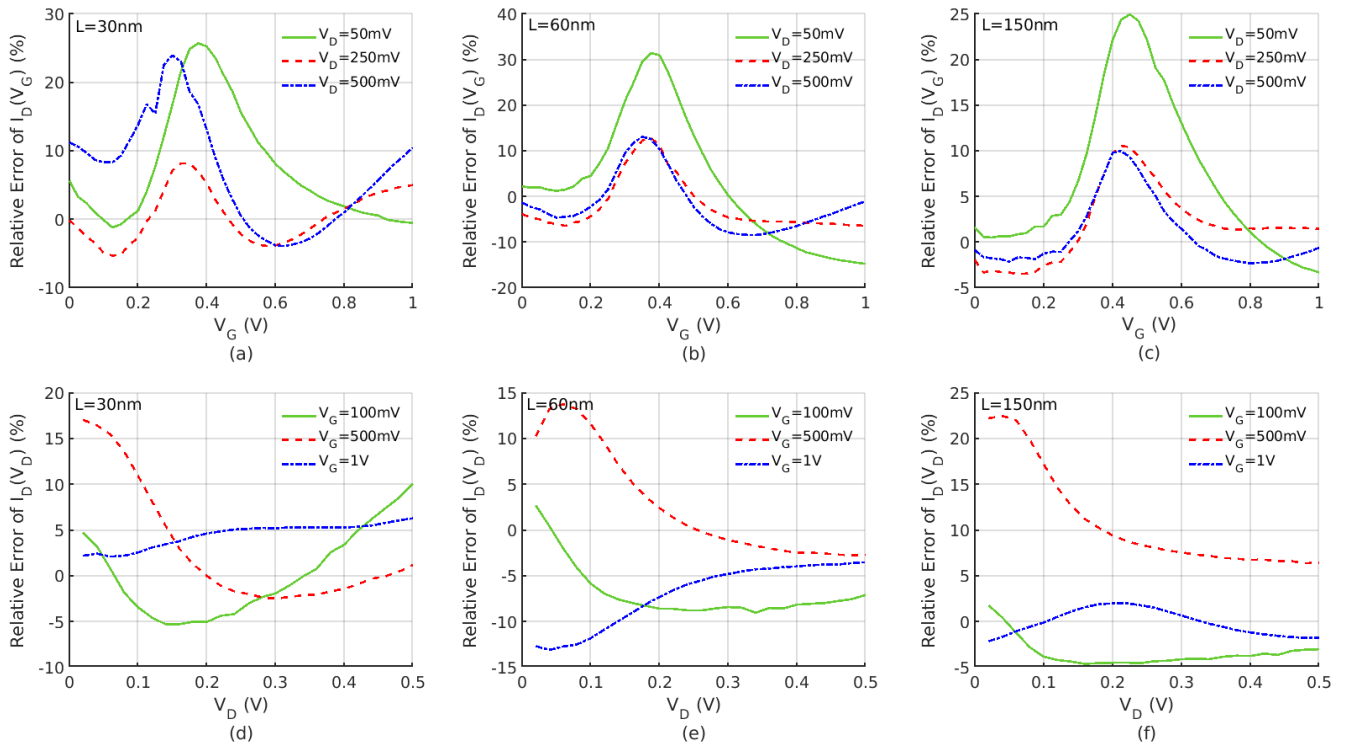 L=30nm
Relative Error of I_D(V_G) (%)
30
20
10
0
-10
V_D=50mV
V_D=250mV
V_D=500mV
0 0.2 0.4 0.6 0.8 1
V_G (V)
(a)
L=60nm
Relative Error of I_D(V_G) (%)
40
30
20
10
0
-10
-20
V_D=50mV
V_D=250mV
V_D=500mV
0 0.2 0.4 0.6 0.8 1
V_G (V)
(b)
L=150nm
Relative Error of I_D(V_G) (%)
25
20
15
10
5
0
-5
V_D=50mV
V_D=250mV
V_D=500mV
0 0.2 0.4 0.6 0.8 1
V_G (V)
(c)
L=30nm
Relative Error of I_D(V_D) (%)
20
15
10
5
0
-5
-10
V_G=100mV
V_G=500mV
V_G=1V
0 0.1 0.2 0.3 0.4 0.5
V_D (V)
(d)
L=60nm
Relative Error of I_D(V_D) (%)
15
10
5
0
-5
-10
-15
V_G=100mV
V_G=500mV
V_G=1V
0 0.1 0.2 0.3 0.4 0.5
V_D (V)
(e)
L=150nm
Relative Error of I_D(V_D) (%)
25
20
15
10
5
0
-5
V_G=100mV
V_G=500mV
V_G=1V
0 0.1 0.2 0.3 0.4 0.5
V_D (V)
(f)